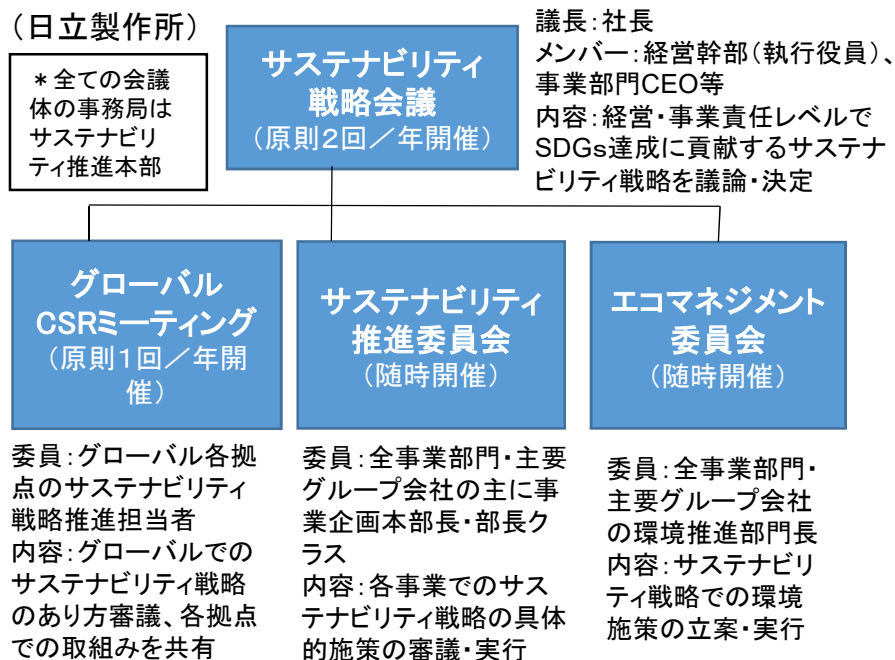 （日立製作所）
＊全ての会議
体の事務局は
サステナビリ
ティ推進本部
サステナビリティ
戦略会議
（原則２回／年開催）
議長：社長
メンバー：経営幹部（執行役員）、
事業部門CEO等
内容：経営・事業責任レベルで
SDGs達成に貢献するサステナ
ビリティ戦略を議論・決定
グローバル
CSRミーティング
（原則１回／年開
催）
委員：グローバル各拠
点のサステナビリティ
戦略推進担当者
内容：グローバルでの
サステナビリティ戦略
のあり方審議、各拠点
での取組みを共有
サステナビリティ
推進委員会
（随時開催）
委員：全事業部門・主要
グループ会社の主に事
業企画本部長・部長ク
ラス
内容：各事業でのサス
テナビリティ戦略の具体
的施策の審議・実行
エコマネジメント
委員会
（随時開催）
委員：全事業部門・
主要グループ会社
の環境推進部門長
内容：サステナビリ
ティ戦略での環境
施策の立案・実行